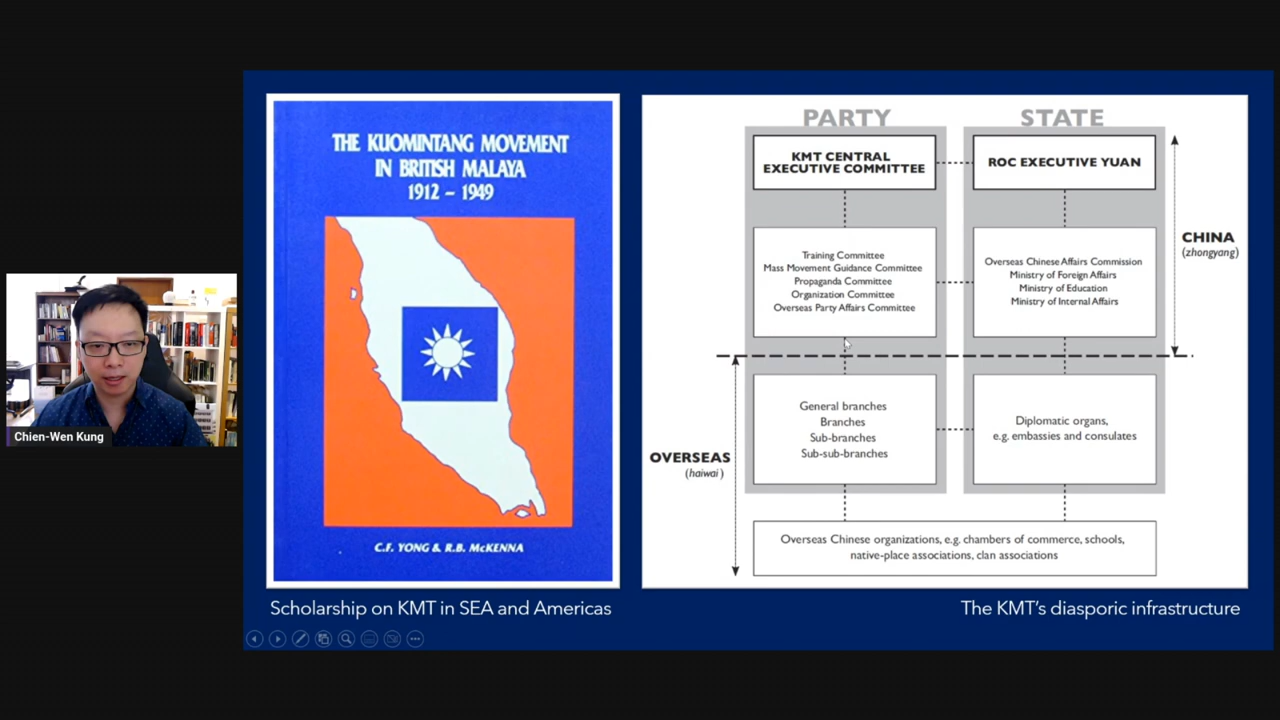 THE KUOMINTANG MOVEMENT
IN BRITISH MALAYA
1912 – 1949
C.F. YONG & R.B. McKENNA
Scholarship on KMT in SEA and Americas
PARTY
STATE
KMT CENTRAL
EXECUTIVE COMMITTEE
ROC EXECUTIVE YUAN
Training Committee
Mass Movement Guidance Committee
Propaganda Committee
Organization Committee
Overseas Party Affairs Committee
Overseas Chinese Affairs Commission
Ministry of Foreign Affairs
Ministry of Education
Ministry of Internal Affairs
CHINA
(zhongyang)
General branches
Branches
Sub-branches
Sub-sub-branches
Diplomatic organs,
e.g. embassies and consulates
OVERSEAS
(haiwai)
Overseas Chinese organizations, e.g. chambers of commerce, schools,
native-place associations, clan associations
The KMT's diasporic infrastructure
Chien-Wen Kung